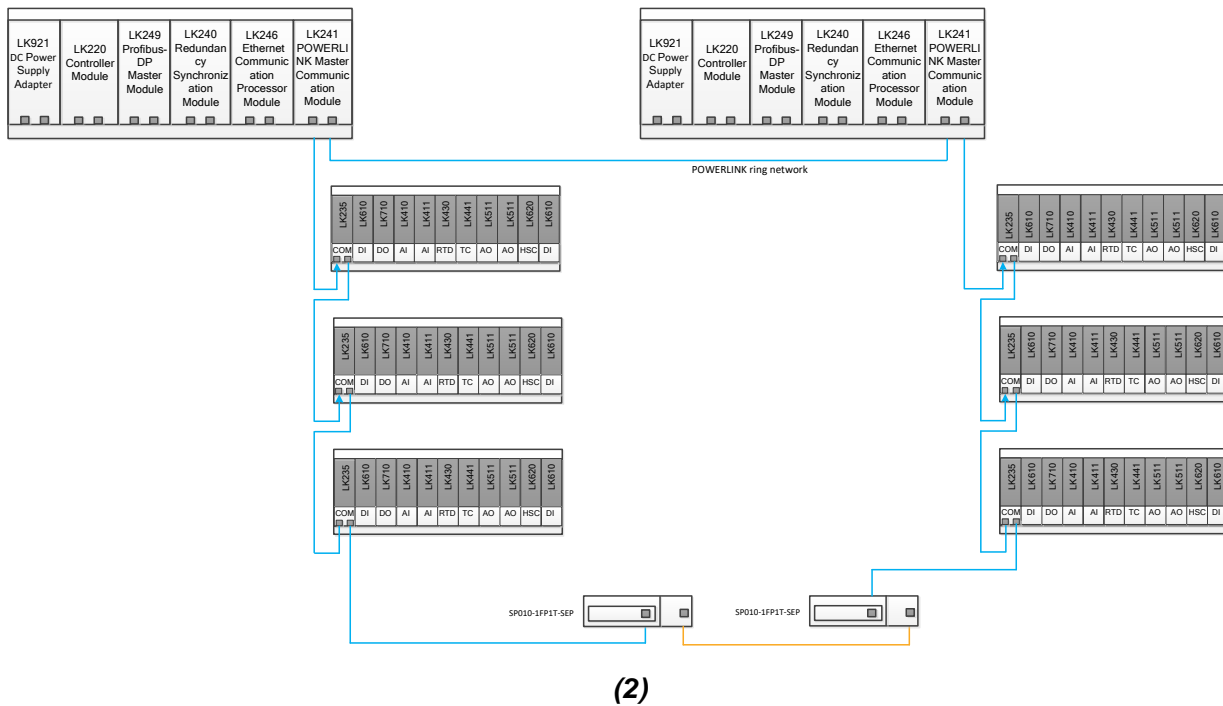 LK921
DC Power
Supply
Adapter
LK220
Controller
Module
LK249
Profibus-
DP
Master
Module
LK240
Redundan
cy
Synchroniz
ation
Module
LK246
Ethernet
Communic
ation
Processor
Module
LK241
POWERLI
NK Master
Communic
ation
Module
LK921
DC Power
Supply
Adapter
LK220
Controller
Module
LK249
Profibus-
DP
Master
Module
LK240
Redundan
cy
Synchroniz
ation
Module
LK246
Ethernet
Communic
ation
Processor
Module
LK241
POWERLI
NK Master
Communic
ation
Module
POWERLINK ring network
LK235 LK610 LK710 LK410 LK411 LK430 LK441 LK511 LK511 LK620 LK610
COM DI DO AI AI RTD TC AO AO HSC DI
LK235 LK610 LK710 LK410 LK411 LK430 LK441 LK511 LK511 LK620 LK610
COM DI DO AI AI RTD TC AO AO HSC DI
LK235 LK610 LK710 LK410 LK411 LK430 LK441 LK511 LK511 LK620 LK610
COM DI DO AI AI RTD TC AO AO HSC DI
LK235 LK610 LK710 LK410 LK411 LK430 LK441 LK511 LK511 LK620 LK610
COM DI DO AI AI RTD TC AO AO HSC DI
LK235 LK610 LK710 LK410 LK411 LK430 LK441 LK511 LK511 LK620 LK610
COM DI DO AI AI RTD TC AO AO HSC DI
LK235 LK610 LK710 LK410 LK411 LK430 LK441 LK511 LK511 LK620 LK610
COM DI DO AI AI RTD TC AO AO HSC DI
SP010-1FP1T-SEP
SP010-1FP1T-SEP
(2)